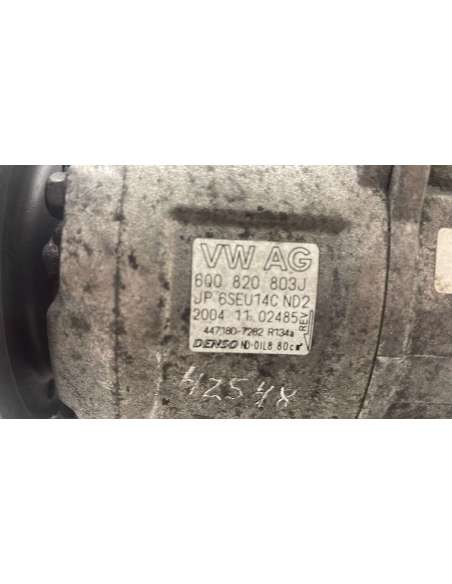 VW AG
6Q0 820 803J
JP 6SEU14C ND2
2004 11 02485
REV
447180-7282 R134a
DENSO ND-OIL8 80cm³
42548